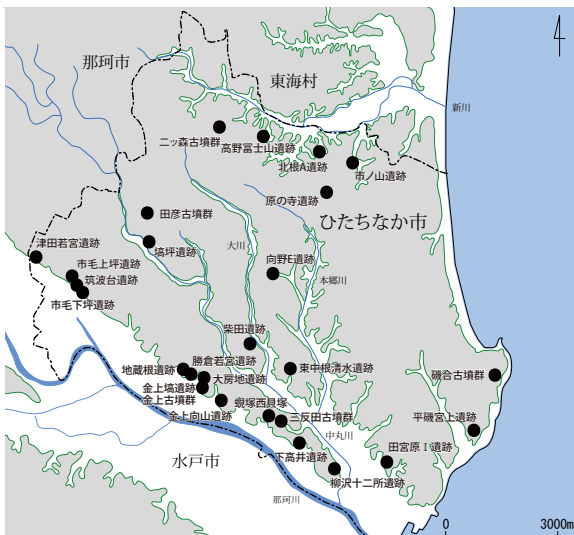 那珂市
東海村
新川
二ッ森古墳群
高野冨士山遺跡
北根A遺跡
市ノ山遺跡
原の寺遺跡
ひたちなか市
田彦古墳群
津田若宮遺跡
塙坪遺跡
大川
向野E遺跡
市毛上坪遺跡
筑波台遺跡
市毛下坪遺跡
本郷川
柴田遺跡
地蔵根遺跡
勝倉若宮遺跡
東中根清水遺跡
磯合古墳群
金上塙遺跡
大房地遺跡
金上古墳群
蜆塚西貝塚
金上向山遺跡
三反田古墳群
平磯宮上遺跡
中丸川
水戸市
下高井遺跡
田宮原Ⅰ遺跡
柳沢十二所遺跡
那珂川
0
3000m